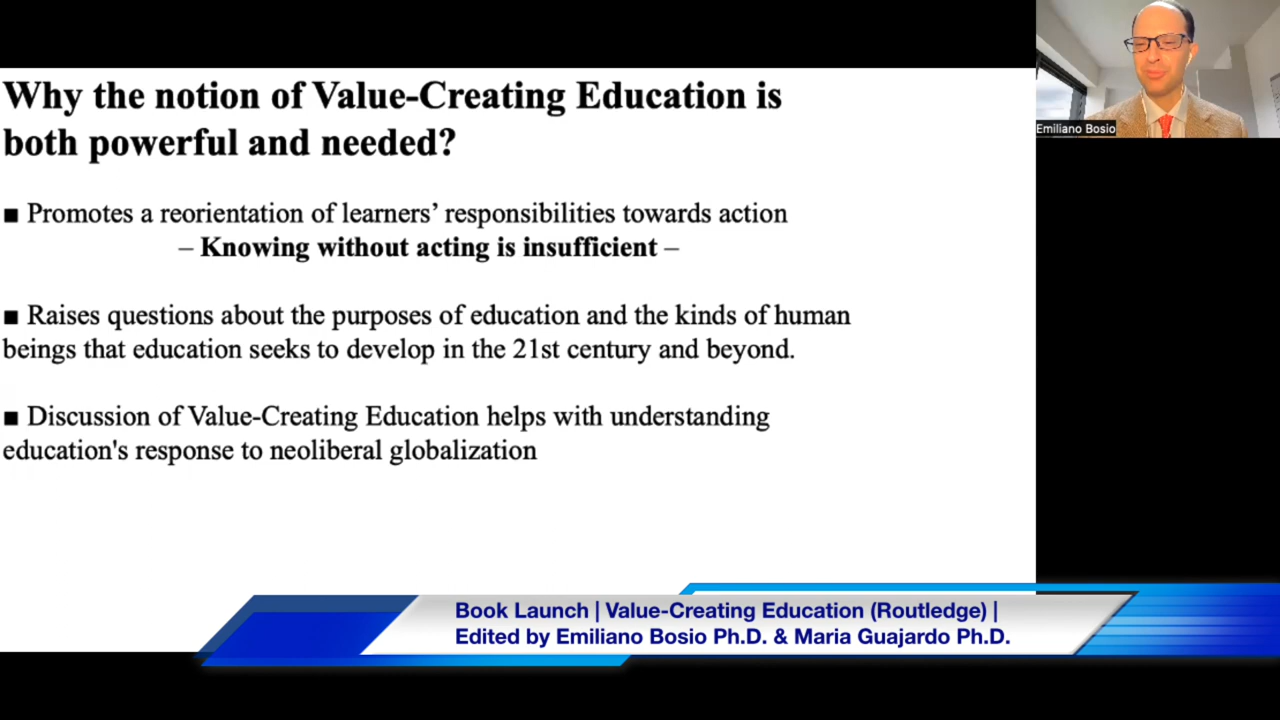 Why the notion of Value-Creating Education is
both powerful and needed?
■ Promotes a reorientation of learners’ responsibilities towards action
– Knowing without acting is insufficient –
■ Raises questions about the purposes of education and the kinds of human
beings that education seeks to develop in the 21st century and beyond.
■ Discussion of Value-Creating Education helps with understanding
education's response to neoliberal globalization
Emiliano Bosio
Book Launch | Value-Creating Education (Routledge) |
Edited by Emiliano Bosio Ph.D. & Maria Guajardo Ph.D.